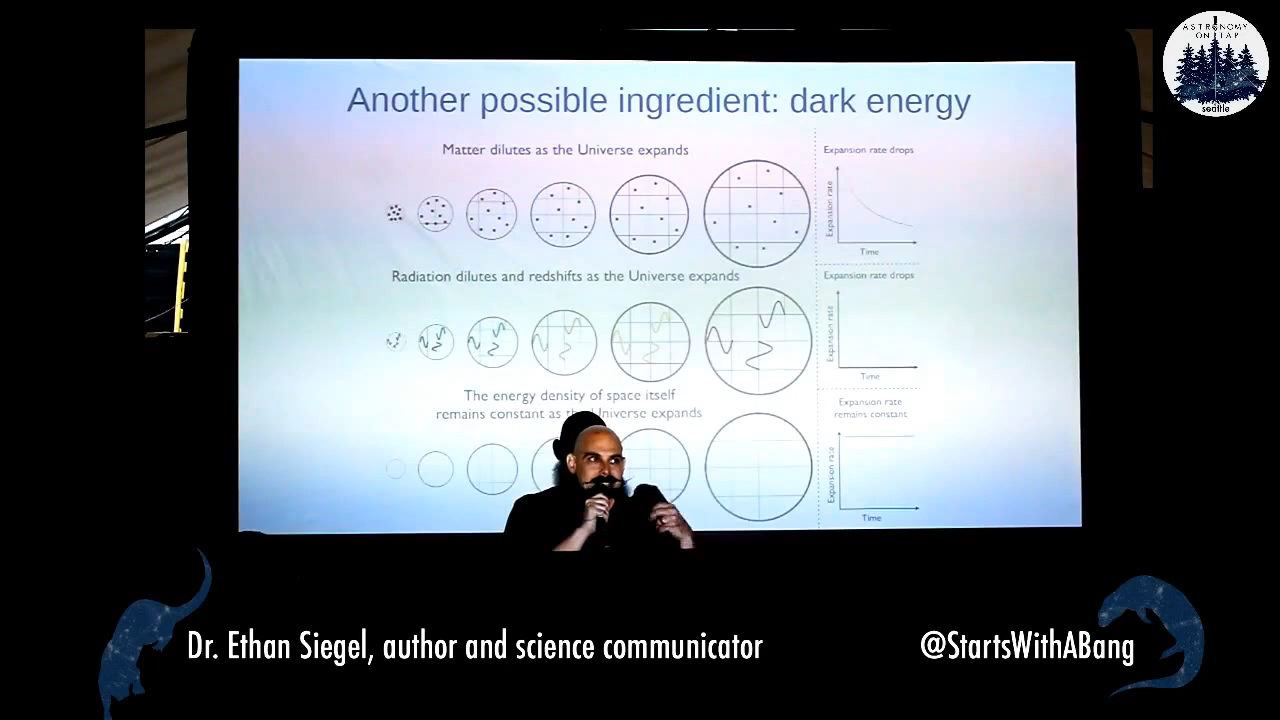 ASTRONOMY
ON TAP
seattle
Another possible ingredient: dark energy
Matter dilutes as the Universe expands
Expansion rate drops
Expansion rate
Time
Radiation dilutes and redshifts as the Universe expands
Expansion rate drops
Expansion rate
Time
The energy density of space itself
remains constant as the Universe expands
Expansion rate
remains constant
Expansion rate
Time
Dr. Ethan Siegel, author and science communicator
@StartsWithABang